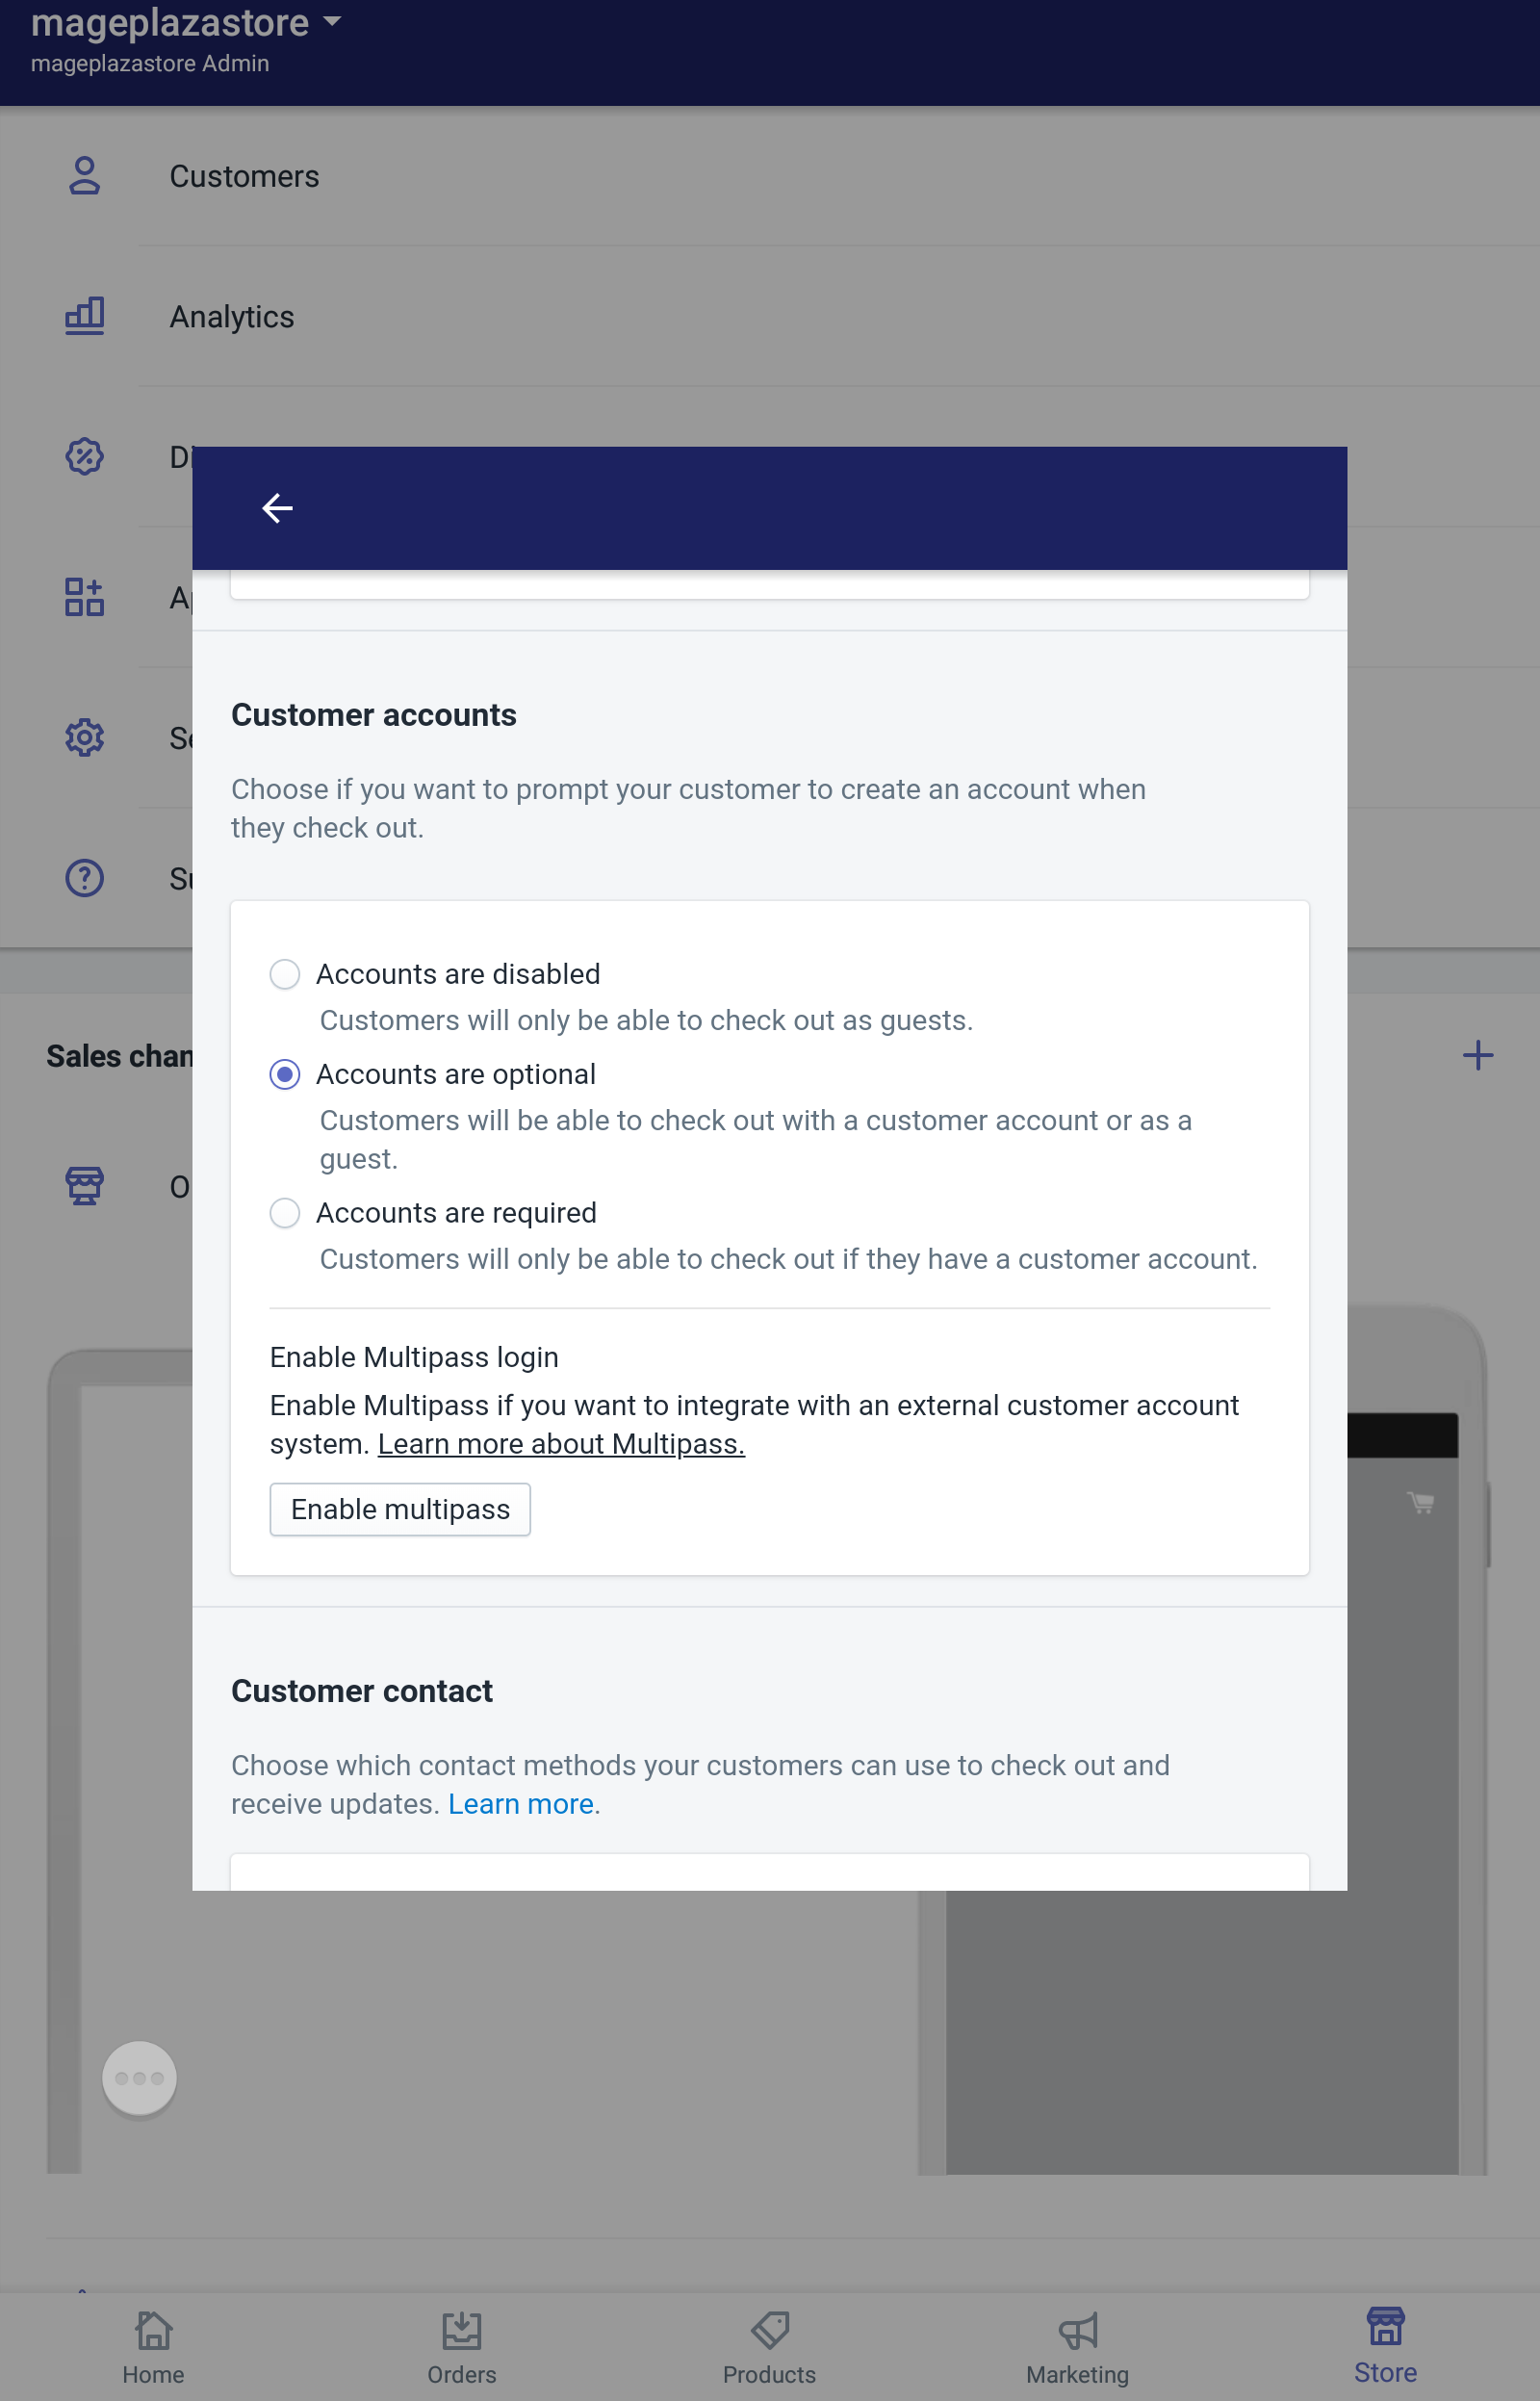 mageplazastore
mageplazastore Admin
Customers
Analytics
Customer accounts
Choose if you want to prompt your customer to create an account when
they check out.
Accounts are disabled
Customers will only be able to check out as guests.
Accounts are optional
Customers will be able to check out with a customer account or as a
guest.
Accounts are required
Customers will only be able to check out if they have a customer account.
Enable Multipass login
Enable Multipass if you want to integrate with an external customer account
system. Learn more about Multipass.
Enable multipass
Customer contact
Choose which contact methods your customers can use to check out and
receive updates. Learn more.
Sales chan
Home
Orders
Products
Marketing
Store